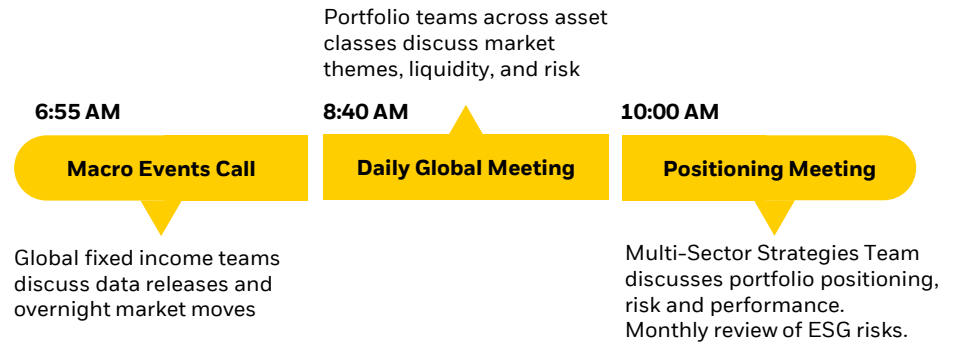 Portfolio teams across asset
classes discuss market
themes, liquidity, and risk
6:55 AM
8:40 AM
10:00 AM
Macro Events Call
Daily Global Meeting
Positioning Meeting
Global fixed income teams
discuss data releases and
overnight market moves
Multi-Sector Strategies Team
discusses portfolio positioning,
risk and performance.
Monthly review of ESG risks.